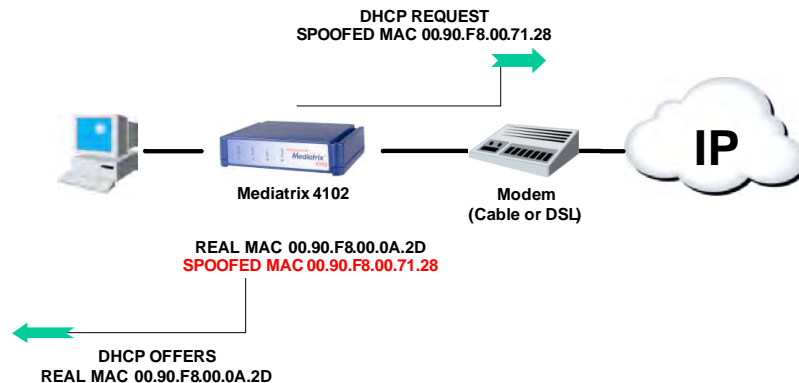 DHCP REQUEST
SPOOFED MAC 00.90.F8.00.71.28
IP
Mediatrix
Mediatrix 4102
Modem
(Cable or DSL)
REAL MAC 00.90.F8.00.0A.2D
SPOOFED MAC 00.90.F8.00.71.28
DHCP OFFERS
REAL MAC 00.90.F8.00.0A.2D